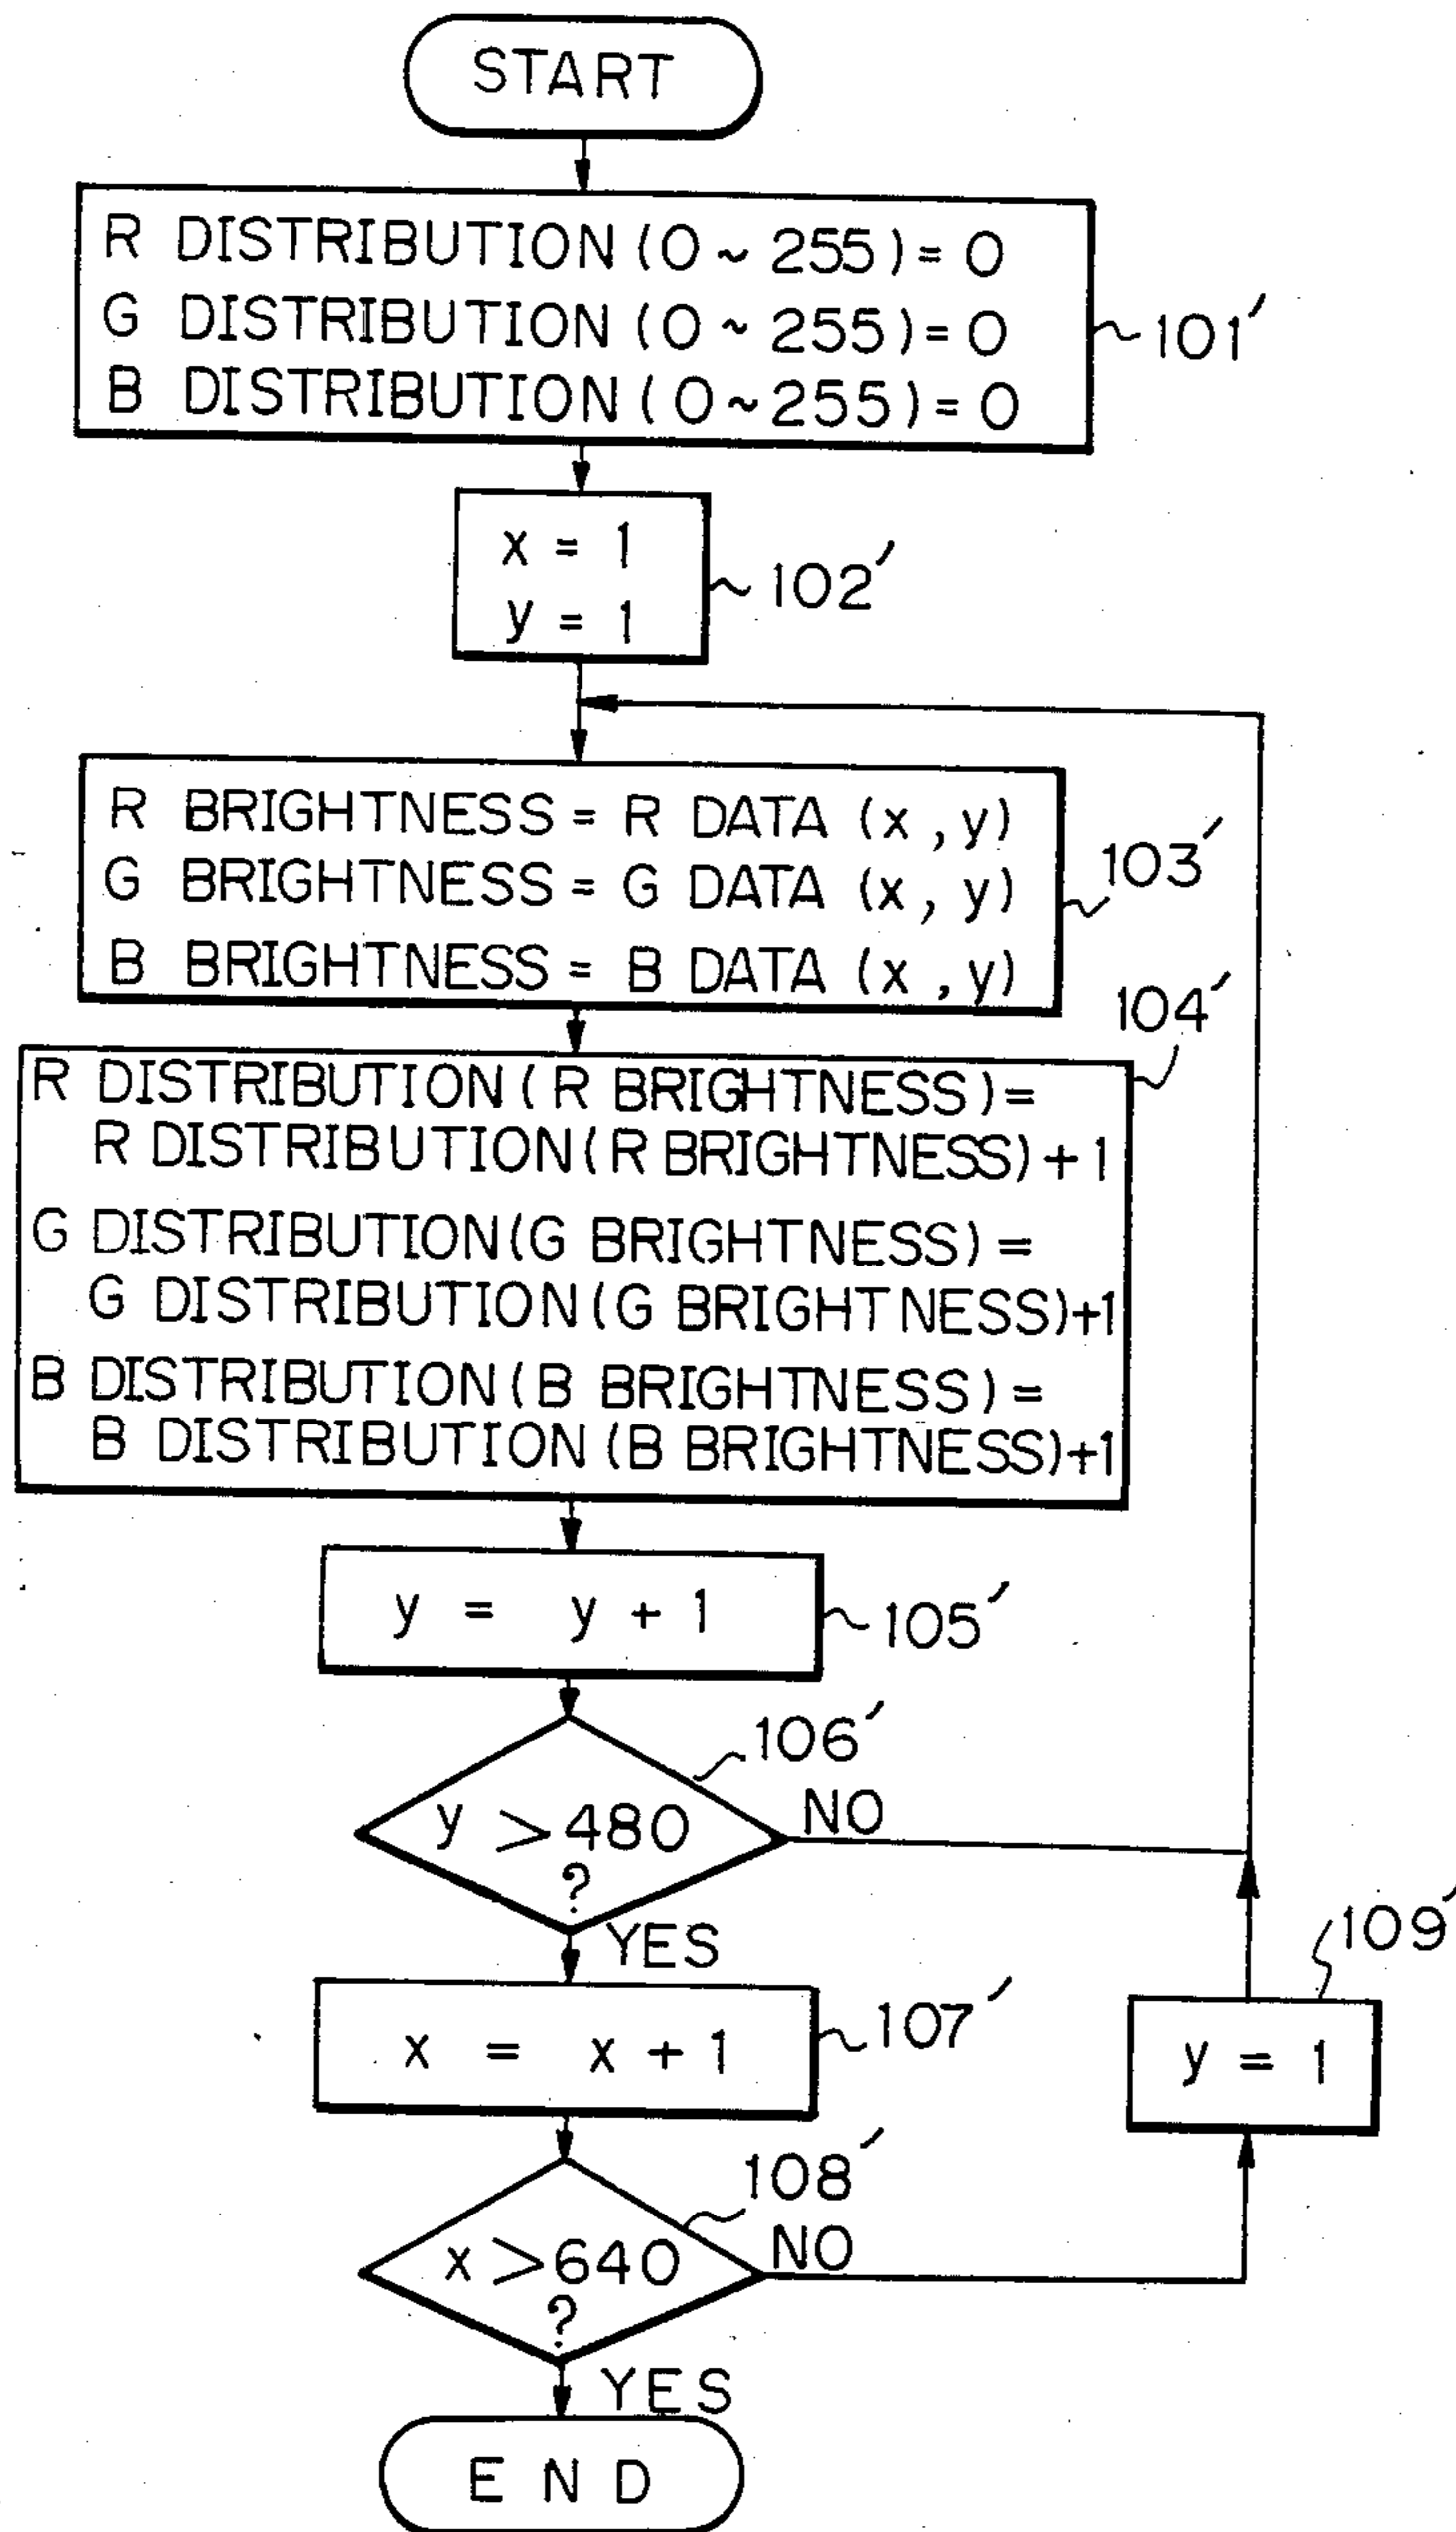 START
R DISTRIBUTION (0 ~ 255) = 0
G DISTRIBUTION (0 ~ 255) = 0
B DISTRIBUTION (0 ~ 255) = 0
101'
x = 1
y = 1
102'
R BRIGHTNESS = R DATA (x, y)
G BRIGHTNESS = G DATA (x, y)
B BRIGHTNESS = B DATA (x, y)
103'
104'
R DISTRIBUTION (R BRIGHTNESS) =
R DISTRIBUTION (R BRIGHTNESS) + 1
G DISTRIBUTION (G BRIGHTNESS) =
G DISTRIBUTION (G BRIGHTNESS) +1
B DISTRIBUTION (B BRIGHTNESS) =
B DISTRIBUTION (B BRIGHTNESS) +1
y = y + 1
105'
106'
y > 480
?
NO
YES
x = x + 1
107'
109'
y = 1
108'
x > 640
?
NO
YES
END